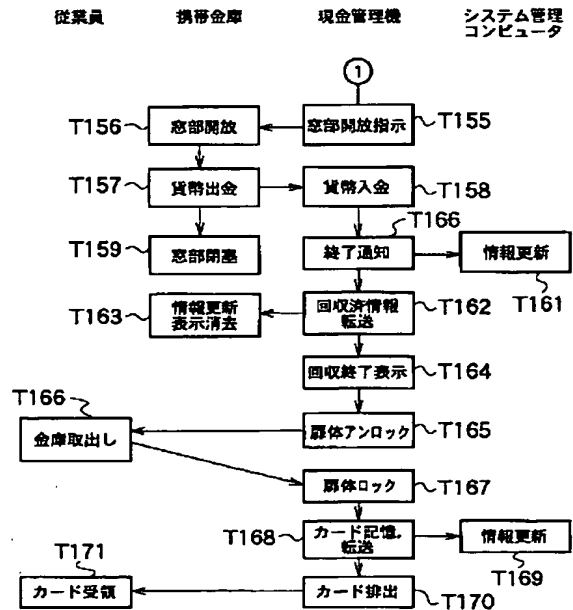 従業員
携帯金庫
現金管理機
システム管理
コンピュータ
1
T156
窓部開放
窓部開放指示
T155
T157
貨幣出金
貨幣入金
T158
T166
T159
窓部閉塞
終了通知
情報更新
T161
T163
情報更新
表示消去
回収済情報
転送
T162
回収終了表示
T164
T166
金庫取出し
扉体アンロック
T165
扉体ロック
T167
T168
カード記憶,
転送
情報更新
T169
T171
カード受領
カード排出
T170